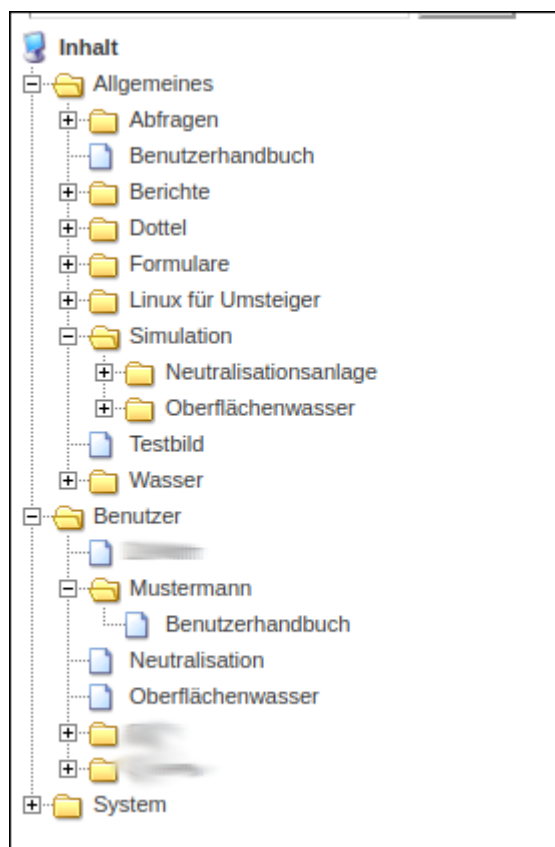 Inhalt
Allgemeines
Abfragen
Benutzerhandbuch
Berichte
Dottel
Formulare
Linux für Umsteiger
Simulation
Neutralisationsanlage
Oberflächenwasser
Testbild
Wasser
Benutzer
Mustermann
Benutzerhandbuch
Neutralisation
Oberflächenwasser
System